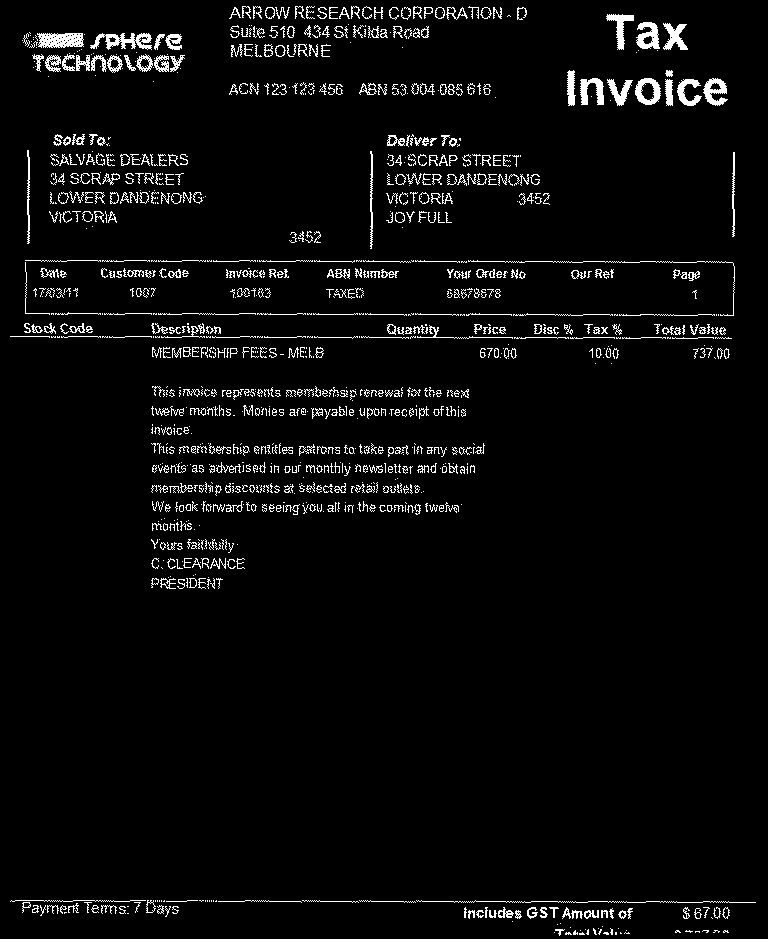 SPHERE
TECHNOLOGY
ARROW RESEARCH CORPORATION - D
Suite 510 434 St Kilda Road
MELBOURNE
ACN 123 123 456 ABN 53 004 085 616
Tax
Invoice
Sold To:
SALVAGE DEALERS
34 SCRAP STREET
LOWER DANDENONG
VICTORIA
3452
Deliver To:
34 SCRAP STREET
LOWER DANDENONG
VICTORIA 3452
JOY FULL
Date Customer Code Invoice Ref. ABN Number Your Order No Our Ref Page
17/03/11 1007 100163 TAXED 68678678 1
Stock Code Description Quantity Price Disc % Tax % Total Value
MEMBERSHIP FEES - MELB 670.00 10.00 737.00
This invoice represents memberhsip renewal for the next
twelve months. Monies are payable upon receipt of this
invoice.
This membership entitles patrons to take part in any social
events as advertised in our monthly newsletter and obtain
membership discounts at selected retail outlets.
We look forward to seeing you all in the coming twelve
months.
Yours faithfully
C. CLEARANCE
PRESIDENT
Payment Terms: 7 Days
Includes GST Amount of $ 67.00
Total Value